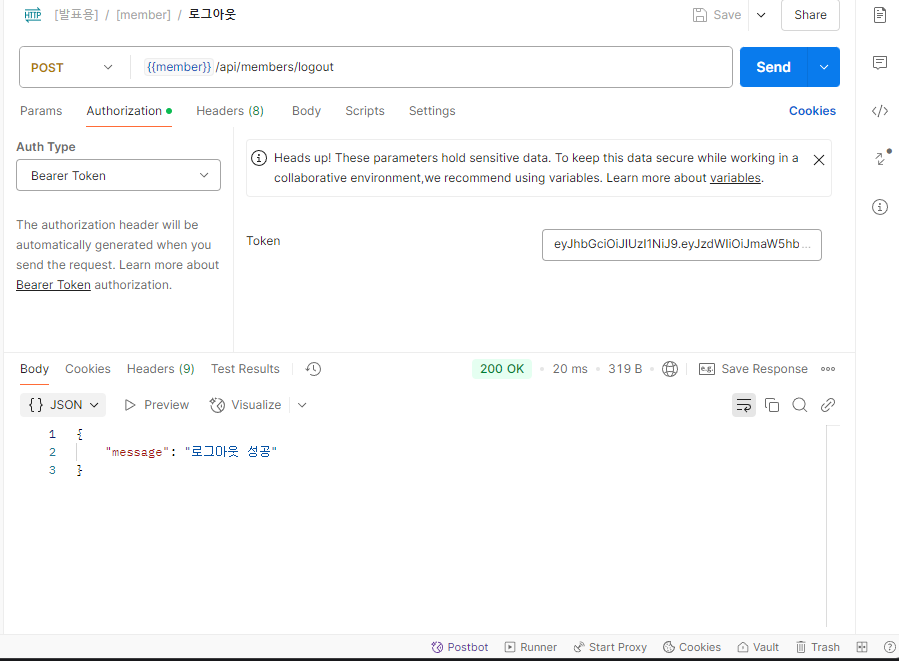 HTTP [발표용] / [member] / 로그아웃 Save Share
POST {{member}} /api/members/logout Send
Params Authorization Headers (8) Body Scripts Settings Cookies
Auth Type
Bearer Token
The authorization header will be
automatically generated when you
send the request. Learn more about
Bearer Token authorization.
Heads up! These parameters hold sensitive data. To keep this data secure while working in a
collaborative environment,we recommend using variables. Learn more about variables.
Token eyJhbGciOiJIUzI1NiJ9.eyJzdWIiOiJmaW5hb ...
Body Cookies Headers (9) Test Results 200 OK 20 ms 319 B e.g. Save Response
{} JSON Preview Visualize
1 {
2 "message": "로그아웃 성공"
3 }
Postbot Runner Start Proxy Cookies Vault Trash